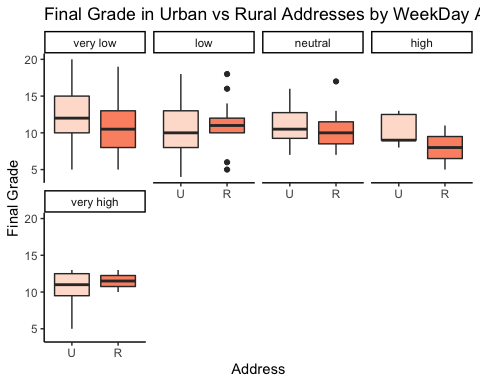 Final Grade in Urban vs Rural Addresses by WeekDay A
very low low neutral high
20
15
10
5
U R U R U R
very high
20
15
10
5
U R
Final Grade
Address